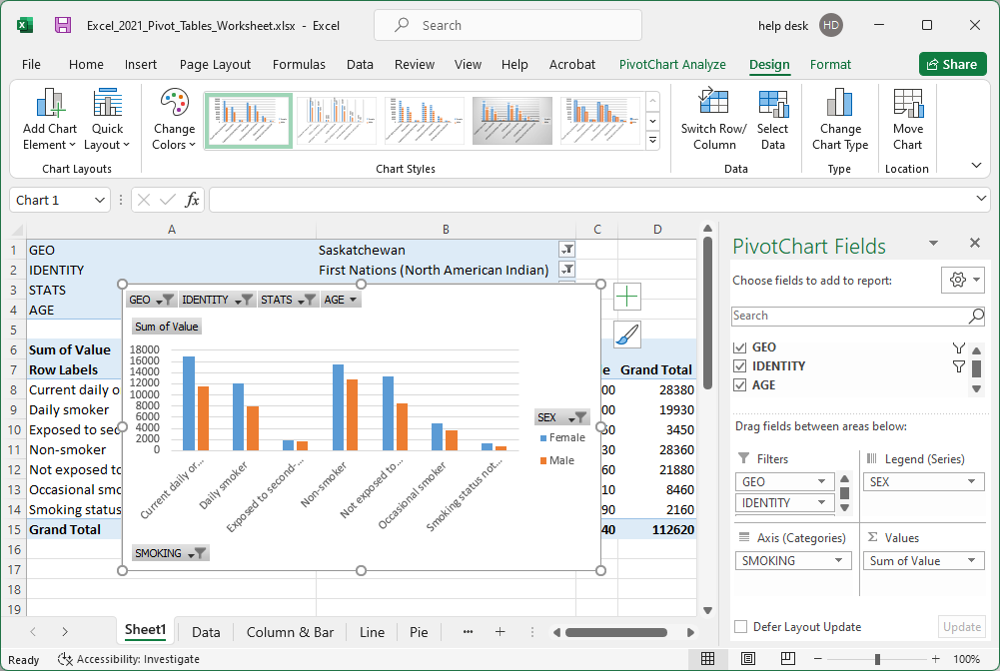 Excel_2021_Pivot_Tables_Worksheet.xlsx - Excel
Search
help desk HD
File Home Insert Page Layout Formulas Data Review View Help Acrobat PivotChart Analyze Design Format Share
Add Chart Element
Quick Layout
Change Colors
Switch Row/ Column
Select Data
Change Chart Type
Move Chart
Chart Layouts Chart Styles Data Type Location
Chart 1 fx
A B C D
1 GEO Saskatchewan
2 IDENTITY First Nations (North American Indian)
3 STATS
4 AGE
5
6 Sum of Value
7 Row Labels e Grand Total
8 Current daily o 00 28380
9 Daily smoker 00 19930
10 Exposed to sec 50 3450
11 Non-smoker 30 28360
12 Not exposed to 60 21880
13 Occasional smo 10 8460
14 Smoking status 90 2160
15 Grand Total 40 112620
16
17
18
19
GEO IDENTITY STATS AGE
Sum of Value
18000
16000
14000
12000
10000
8000
6000
4000
2000
0
Current daily or...
Daily smoker
Exposed to second-...
Non-smoker
Not exposed to...
Occasional smoker
Smoking status not...
SEX
Female
Male
SMOKING
PivotChart Fields
Choose fields to add to report:
Search
GEO
IDENTITY
AGE
Drag fields between areas below:
Filters
GEO
IDENTITY
Legend (Series)
SEX
Axis (Categories)
SMOKING
Σ Values
Sum of Value
Defer Layout Update Update
Sheet1 Data Column & Bar Line Pie ...
Ready Accessibility: Investigate 100%